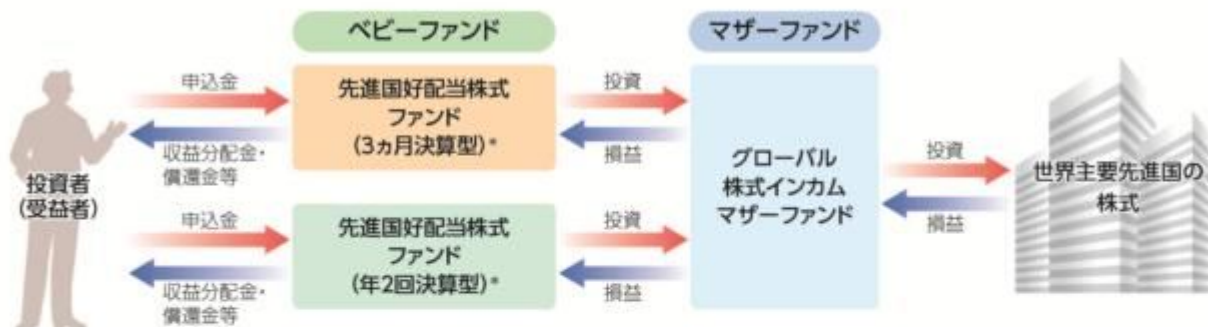 ベビーファンド
マザーファンド
申込金
収益分配金・
償還金等
投資者
(受益者)
申込金
収益分配金・
償還金等
先進国好配当株式
ファンド
(3ヵ月決算型)*
先進国好配当株式
ファンド
(年2回決算型)*
投資
損益
投資
損益
グローバル
株式インカム
マザーファンド
投資
損益
世界主要先進国の
株式